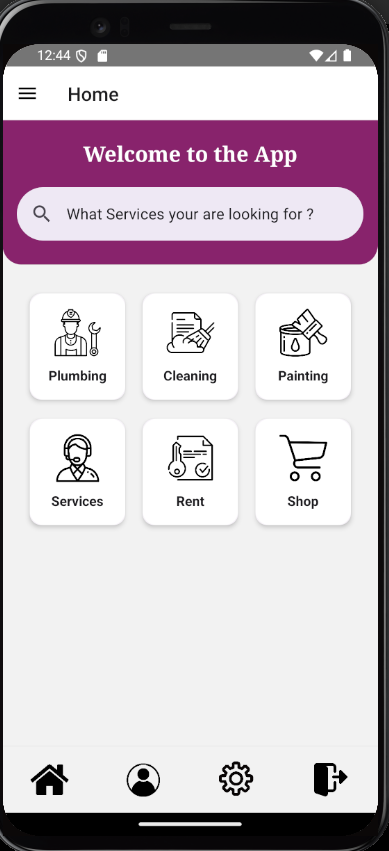 12:44
Home
Welcome to the App
What Services your are looking for ?
Plumbing
Cleaning
Painting
Services
Rent
Shop